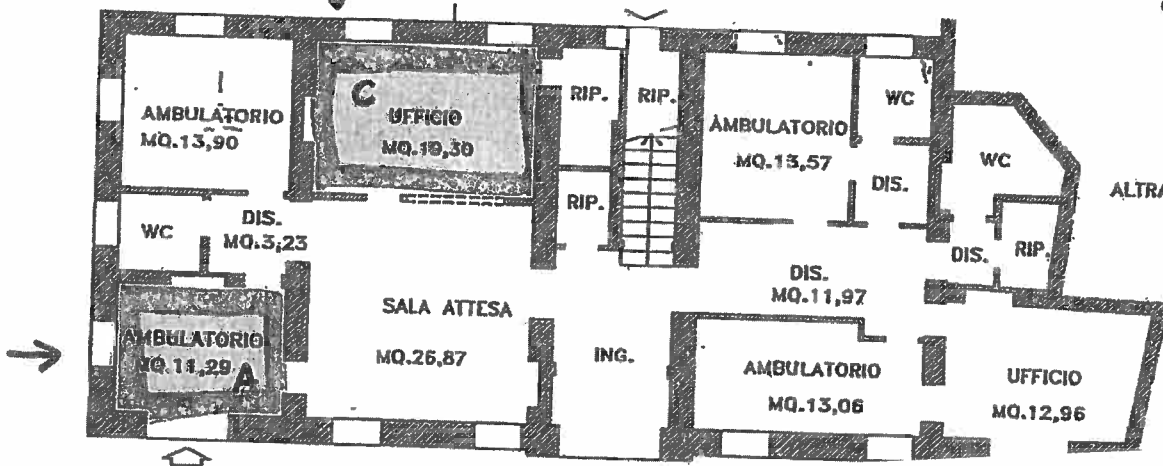 AMBULATORIO
MQ.13,90
C
UFFICIO
MQ.19,30
RIP.
RIP.
AMBULATORIO
MQ.13,57
WC
WC
DIS.
ALTRA
RIP.
WC
DIS.
MQ.3,23
DIS.
RIP.
SALA ATTESA
MQ.26,87
DIS.
MQ.11,97
AMBULATORIO
MQ.11,29
A
ING.
AMBULATORIO
MQ.13,06
UFFICIO
MQ.12,96